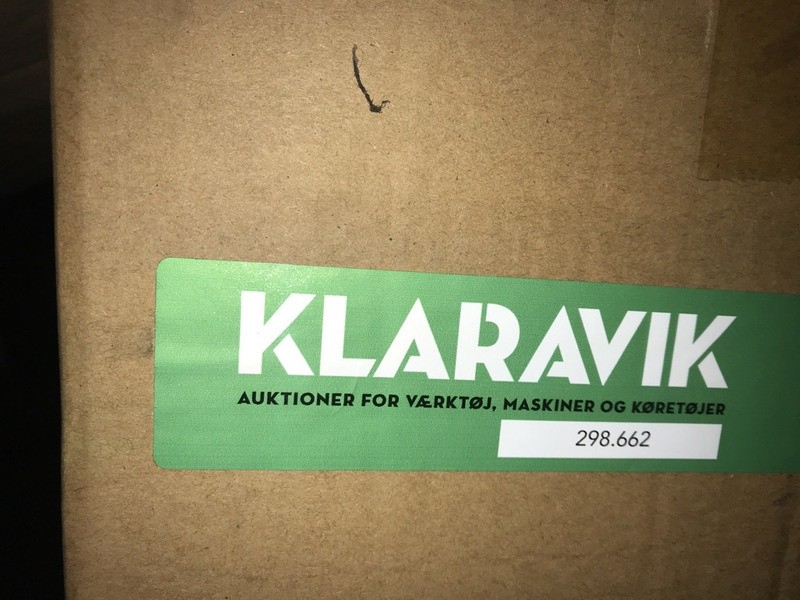 KLARAVIK
AUKTIONER FOR VÆRKTØJ, MASKINER OG KØRETØJER
298.662